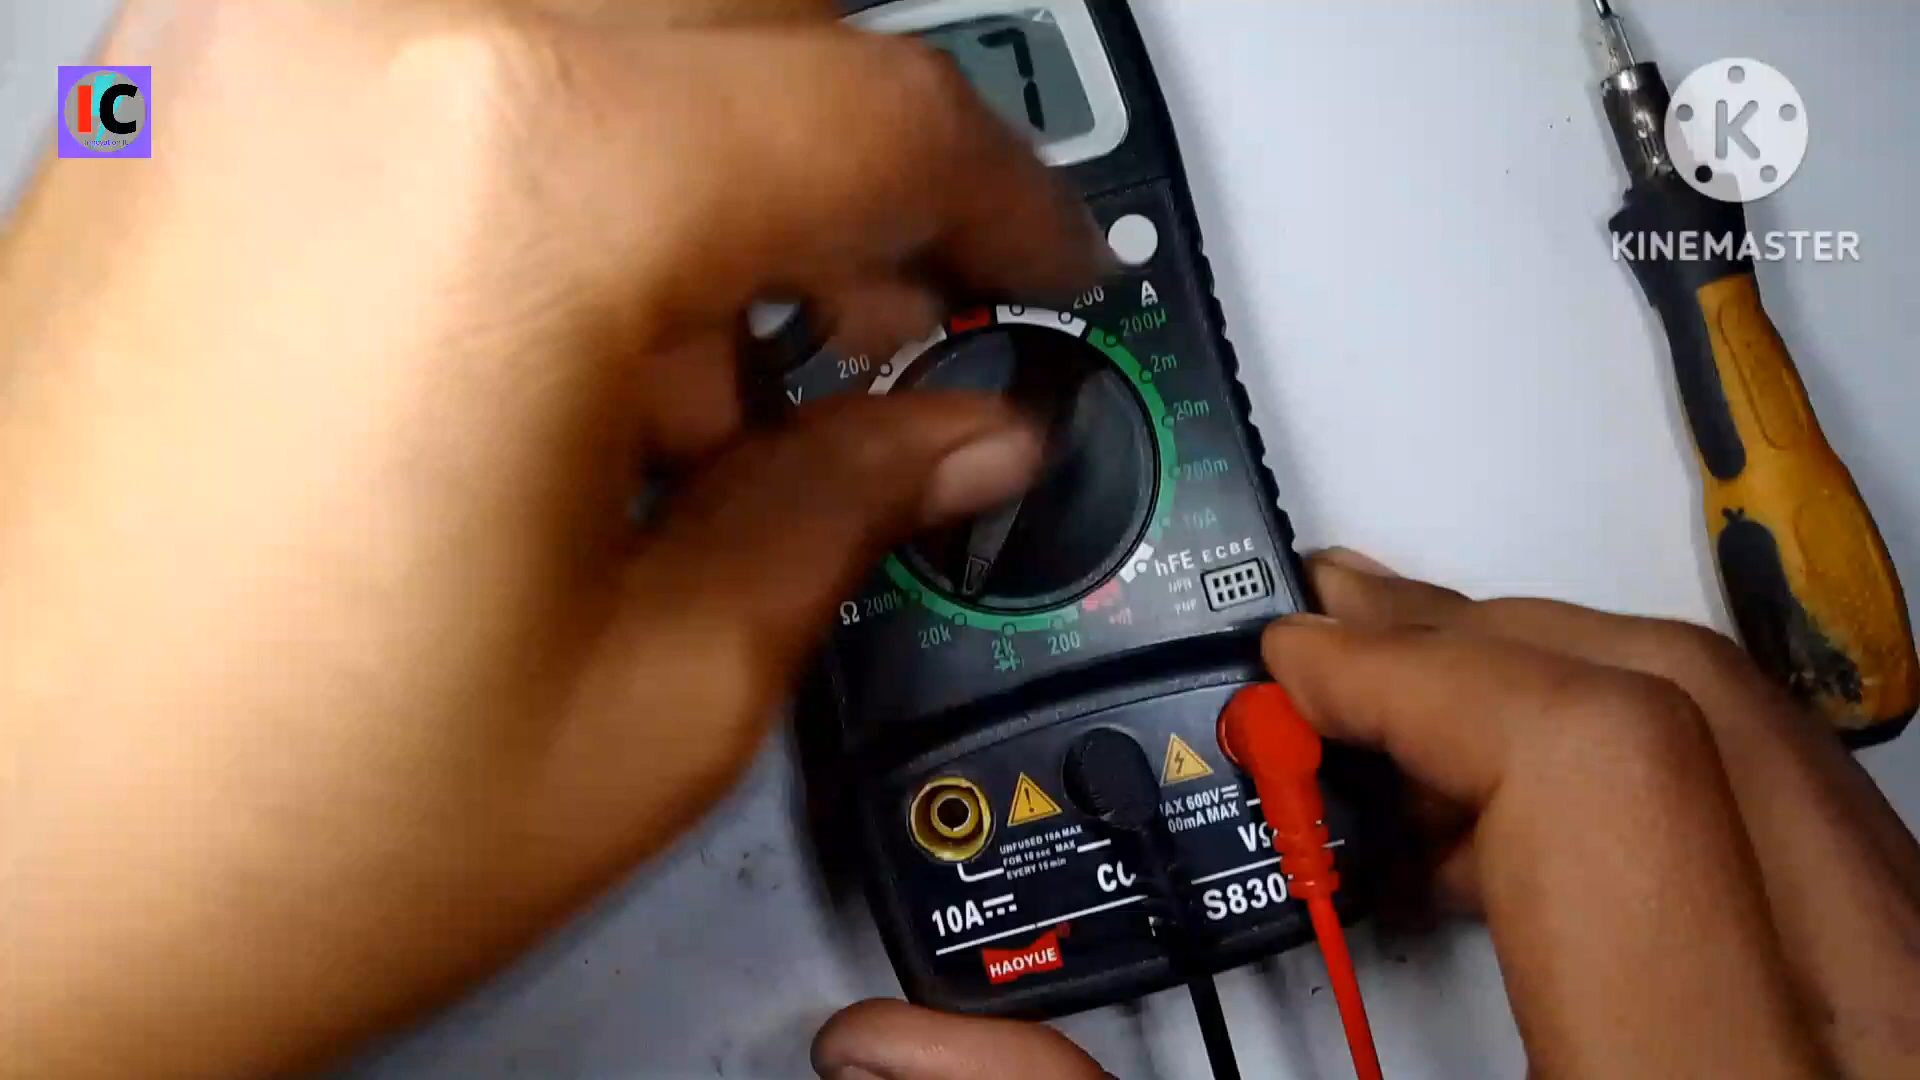 IC
7
K
KINEMASTER
200
A
200µ
200
2m
V
20m
200m
10A
hFE ECBE
NPN
PNP
Ω 200k
20k
2k
200
UNFUSED 10A MAX
FOR 10 sec MAX
EVERY 15 min
MAX 600V
00mA MAX
VΩ
10A
S830
HAOYUE